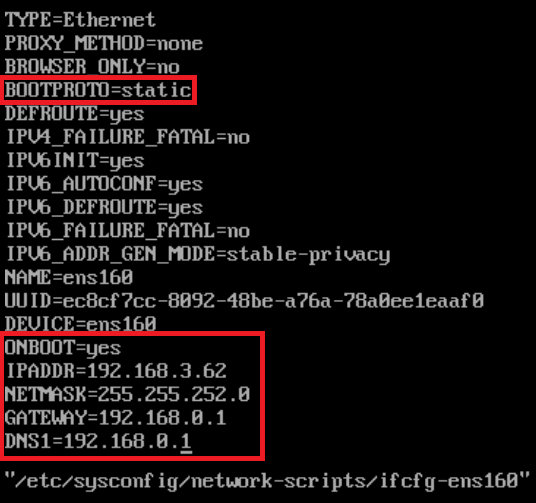 TYPE=Ethernet
PROXY_METHOD=none
BROWSER_ONLY=no
BOOTPROTO=static
DEFROUTE=yes
IPV4_FAILURE_FATAL=no
IPV6INIT=yes
IPV6_AUTOCONF=yes
IPV6_DEFROUTE=yes
IPV6_FAILURE_FATAL=no
IPV6_ADDR_GEN_MODE=stable-privacy
NAME=ens160
UUID=ec8cf7cc-8092-48be-a76a-78a0ee1eaaf0
DEVICE=ens160
ONBOOT=yes
IPADDR=192.168.3.62
NETMASK=255.255.252.0
GATEWAY=192.168.0.1
DNS1=192.168.0.1
"/etc/sysconfig/network-scripts/ifcfg-ens160"